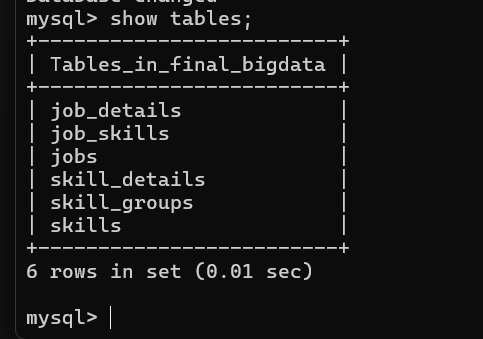 Database changed
mysql> show tables;
+------------------------+
| Tables_in_final_bigdata |
+------------------------+
| job_details |
| job_skills |
| jobs |
| skill_details |
| skill_groups |
| skills |
+------------------------+
6 rows in set (0.01 sec)
mysql>